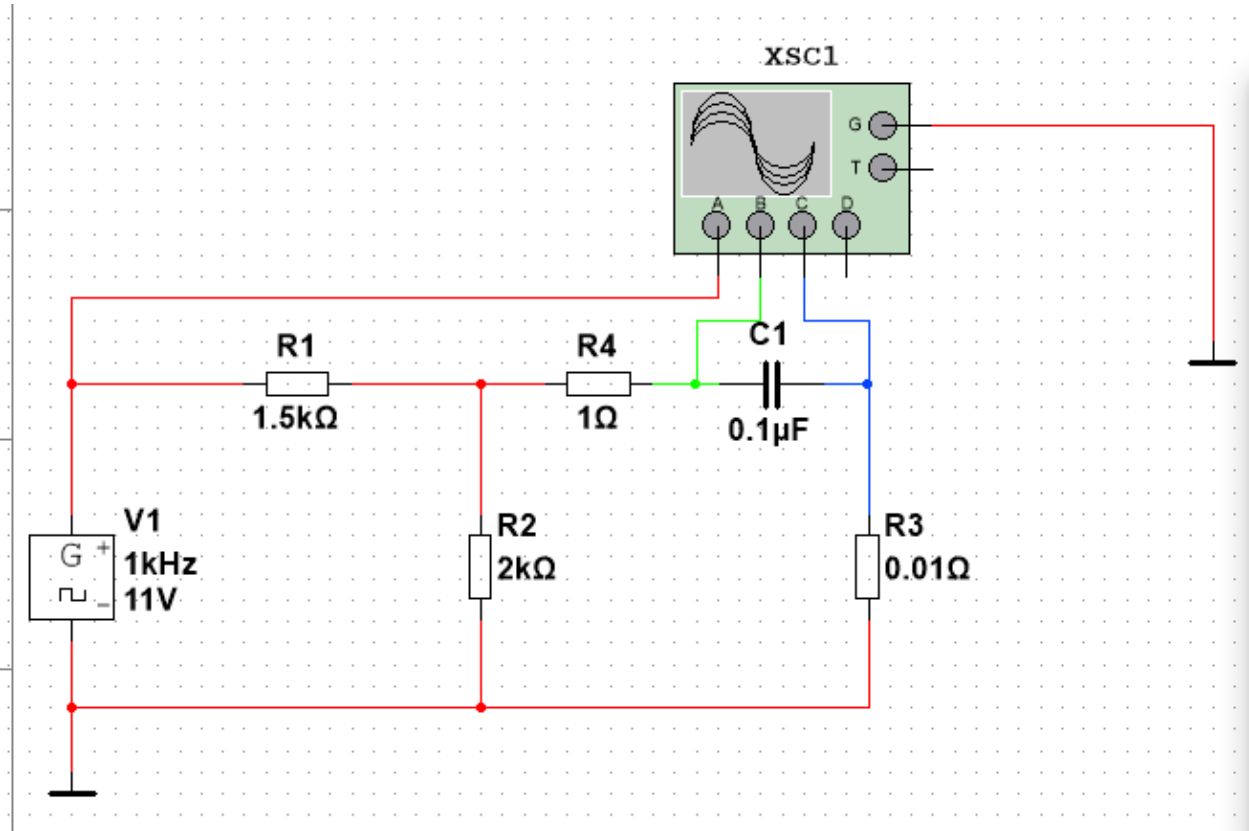 XSC1
G
T
A B C D
R1
1.5kΩ
R4
1Ω
C1
0.1µF
V1
1kHz
11V
G
+
−
R2
2kΩ
R3
0.01Ω